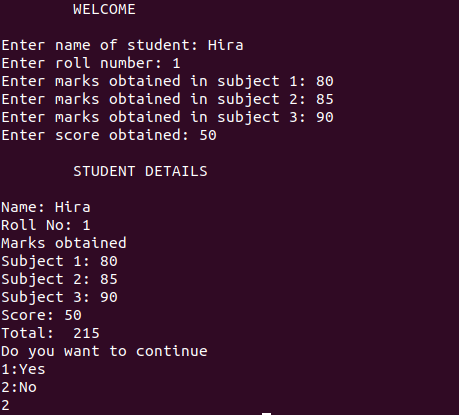 WELCOME
Enter name of student: Hira
Enter roll number: 1
Enter marks obtained in subject 1: 80
Enter marks obtained in subject 2: 85
Enter marks obtained in subject 3: 90
Enter score obtained: 50
STUDENT DETAILS
Name: Hira
Roll No: 1
Marks obtained
Subject 1: 80
Subject 2: 85
Subject 3: 90
Score: 50
Total:  215
Do you want to continue
1:Yes
2:No
2